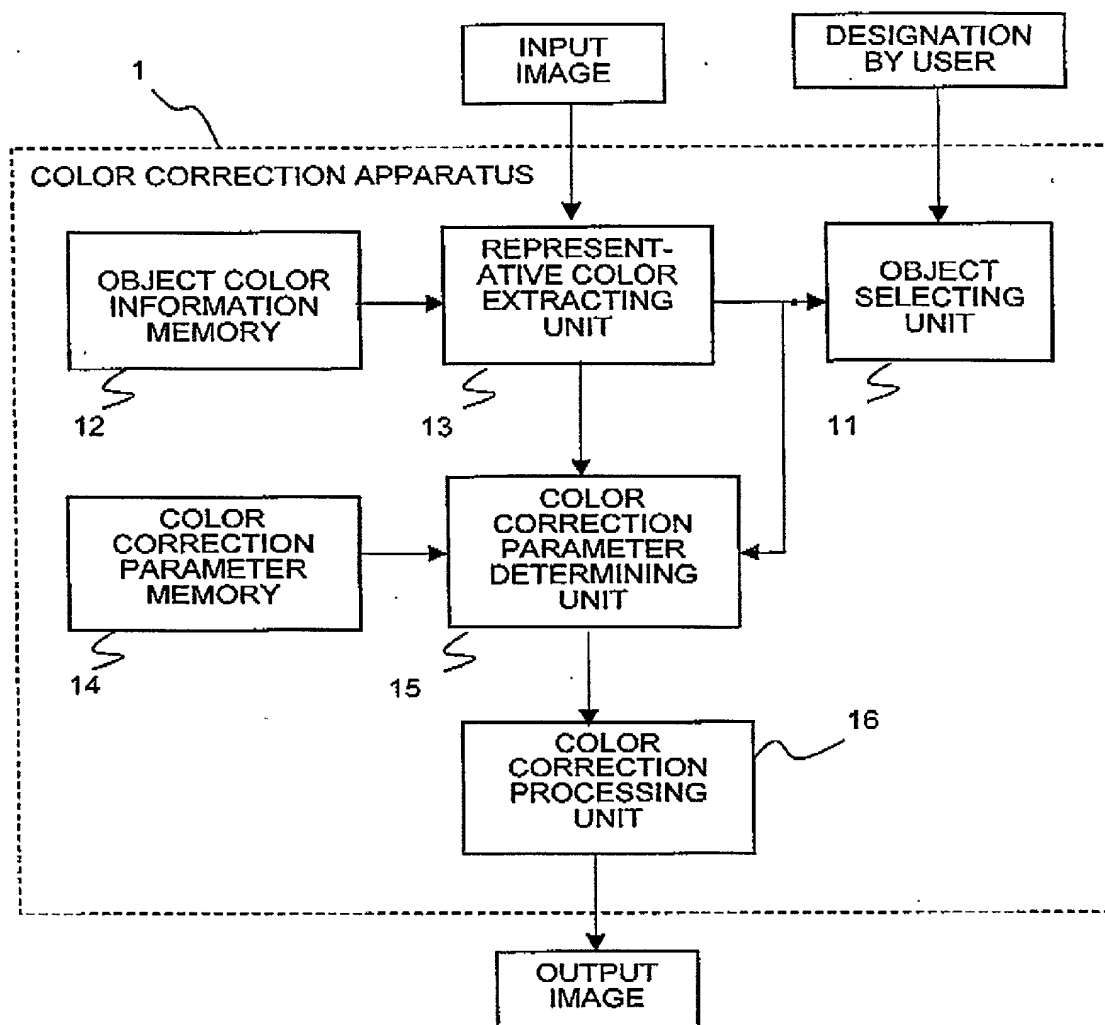 INPUT
IMAGE
DESIGNATION
BY USER
1
COLOR CORRECTION APPARATUS
OBJECT COLOR
INFORMATION
MEMORY
12
REPRESENT-
ATIVE COLOR
EXTRACTING
UNIT
13
OBJECT
SELECTING
UNIT
11
COLOR
CORRECTION
PARAMETER
MEMORY
14
COLOR
CORRECTION
PARAMETER
DETERMINING
UNIT
15
COLOR
CORRECTION
PROCESSING
UNIT
16
OUTPUT
IMAGE